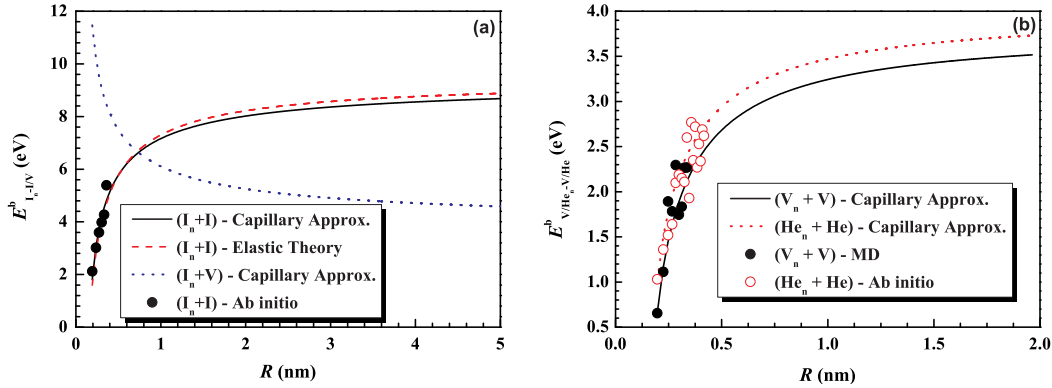 (a)
12
10
8
6
4
2
0
E^b_{I_n-I/V} (eV)
(I_n+I) - Capillary Approx.
(I_n+I) - Elastic Theory
(I_n+V) - Capillary Approx.
(I_n+I) - Ab initio
0 1 2 3 4 5
R (nm)
(b)
4.0
3.5
3.0
2.5
2.0
1.5
1.0
0.5
E^b_{V/He_n-V/He} (eV)
(V_n + V) - Capillary Approx.
(He_n + He) - Capillary Approx.
(V_n + V) - MD
(He_n + He) - Ab initio
0.0 0.5 1.0 1.5 2.0
R (nm)